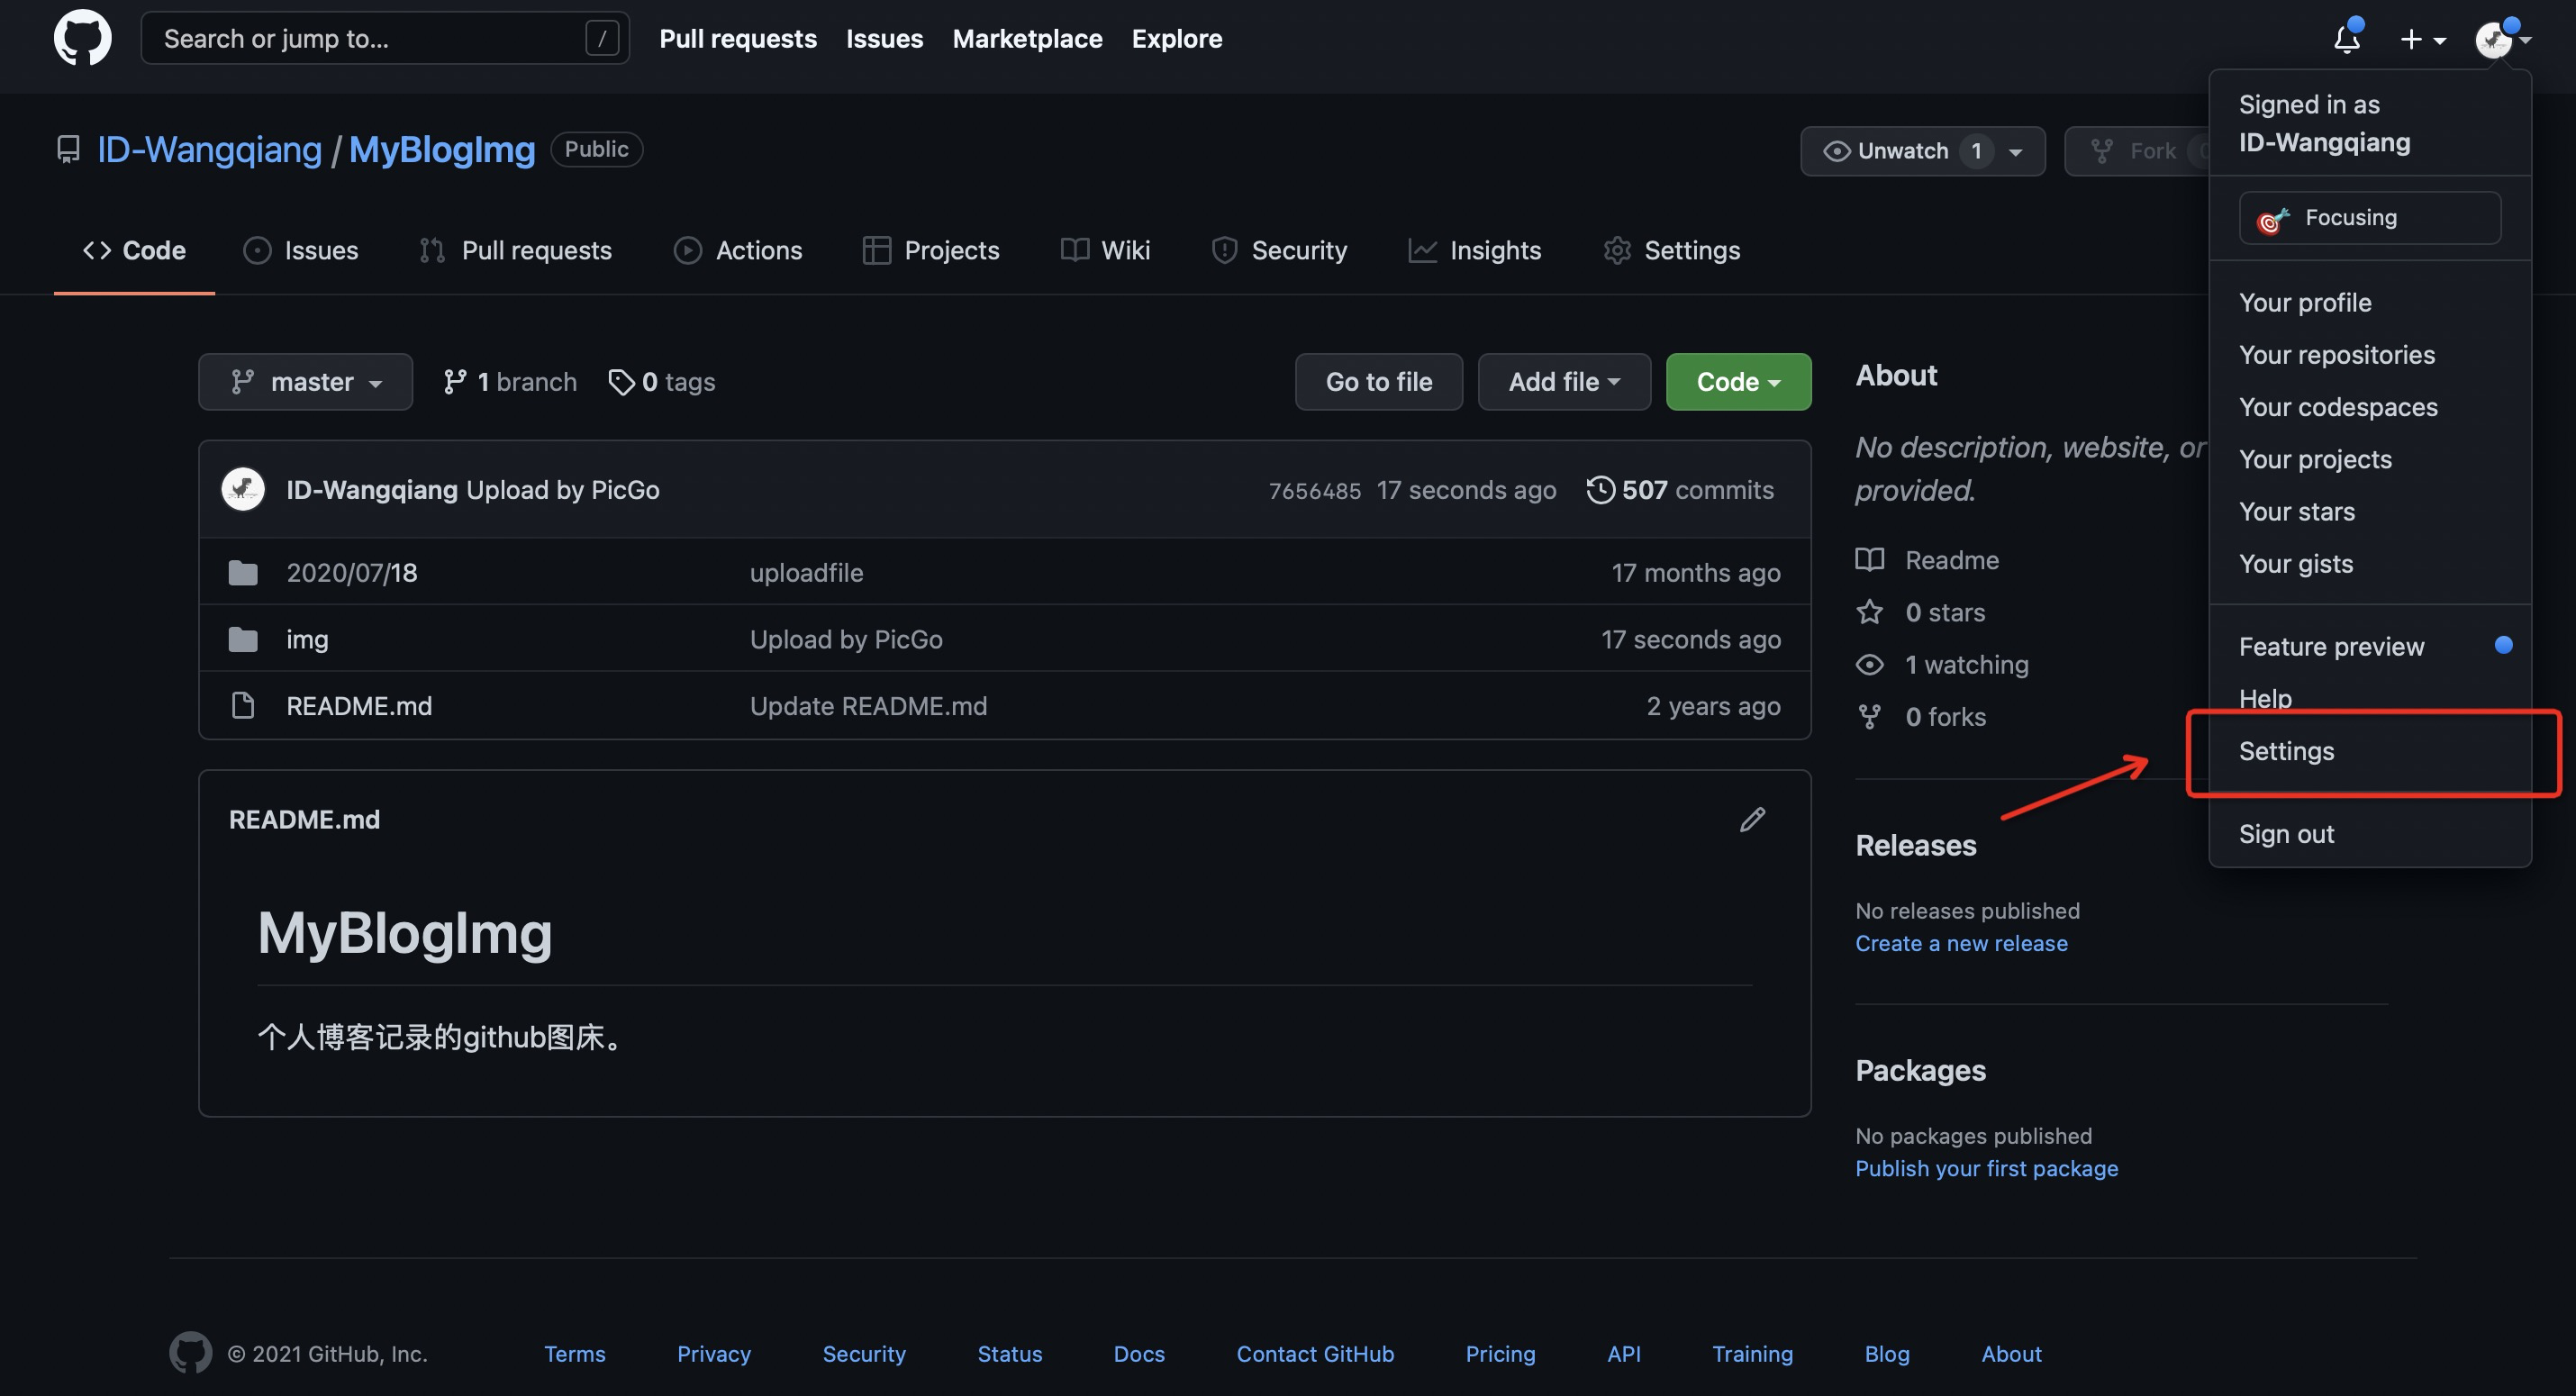 Search or jump to... /
Pull requests
Issues
Marketplace
Explore
ID-Wangqiang / MyBlogImg Public
Unwatch 1
Fork
Code
Issues
Pull requests
Actions
Projects
Wiki
Security
Insights
Settings
master
1 branch
0 tags
Go to file
Add file
Code
ID-Wangqiang Upload by PicGo
7656485 17 seconds ago
507 commits
2020/07/18 uploadfile 17 months ago
img Upload by PicGo 17 seconds ago
README.md Update README.md 2 years ago
README.md
MyBlogImg
个人博客记录的github图床。
About
No description, website, or
provided.
Readme
0 stars
1 watching
0 forks
Releases
No releases published
Create a new release
Packages
No packages published
Publish your first package
Signed in as
ID-Wangqiang
Focusing
Your profile
Your repositories
Your codespaces
Your projects
Your stars
Your gists
Feature preview
Help
Settings
Sign out
© 2021 GitHub, Inc.
Terms
Privacy
Security
Status
Docs
Contact GitHub
Pricing
API
Training
Blog
About